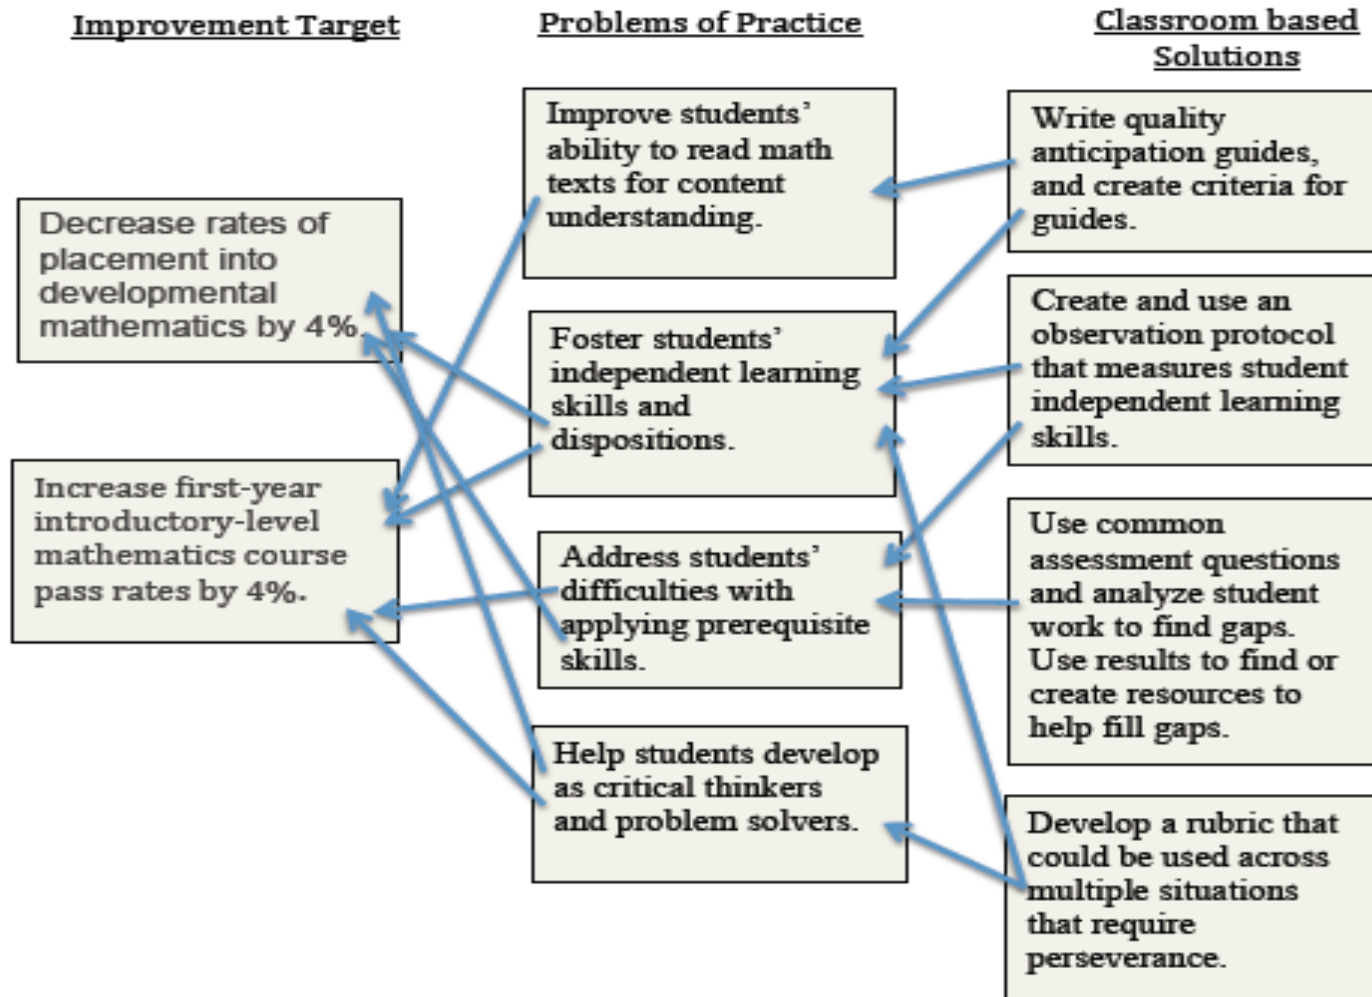 Improvement Target
Decrease rates of
placement into
developmental
mathematics by 4%.
Increase first-year
introductory-level
mathematics course
pass rates by 4%.
Problems of Practice
Improve students’
ability to read math
texts for content
understanding.
Foster students’
independent learning
skills and
dispositions.
Address students’
difficulties with
applying prerequisite
skills.
Help students develop
as critical thinkers
and problem solvers.
Classroom based
Solutions
Write quality
anticipation guides,
and create criteria for
guides.
Create and use an
observation protocol
that measures student
independent learning
skills.
Use common
assessment questions
and analyze student
work to find gaps.
Use results to find or
create resources to
help fill gaps.
Develop a rubric that
could be used across
multiple situations
that require
perseverance.